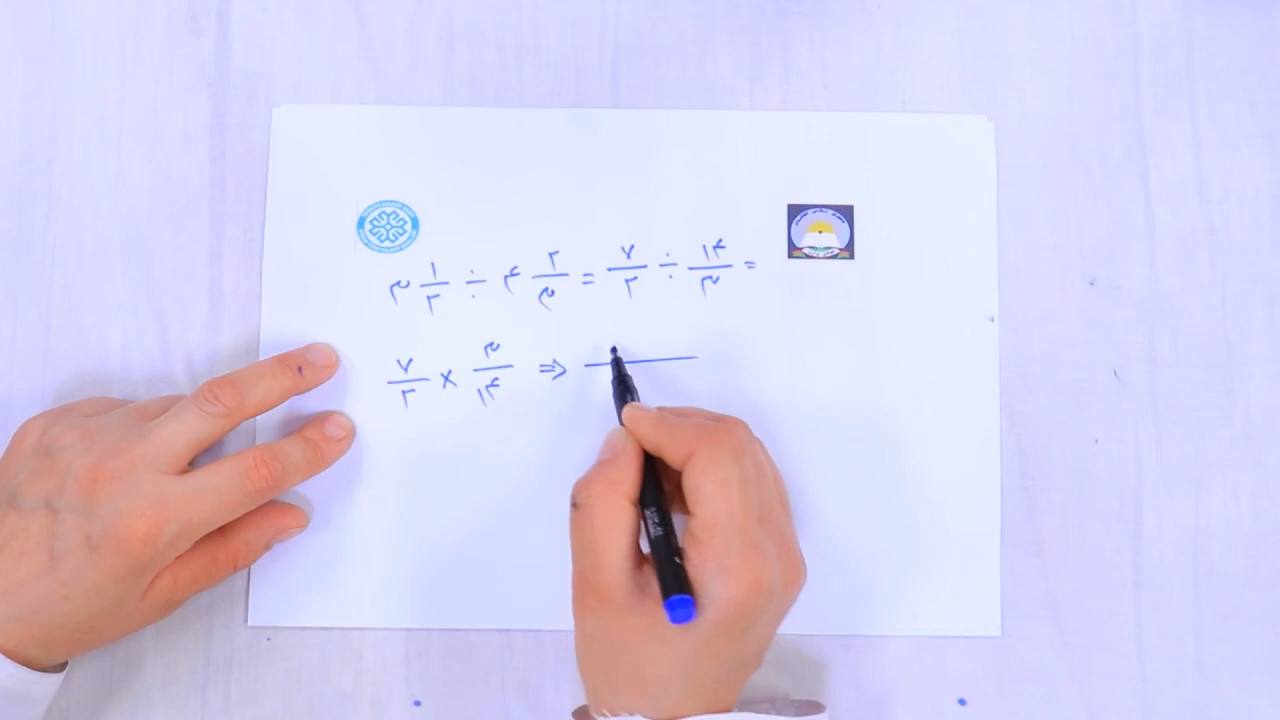 ۳ ۱/۲ ÷ ۴ ۲/۳ = ۷/۲ ÷ ۱۴/۳ =
۷/۲ × ۳/۱۴ ⇒